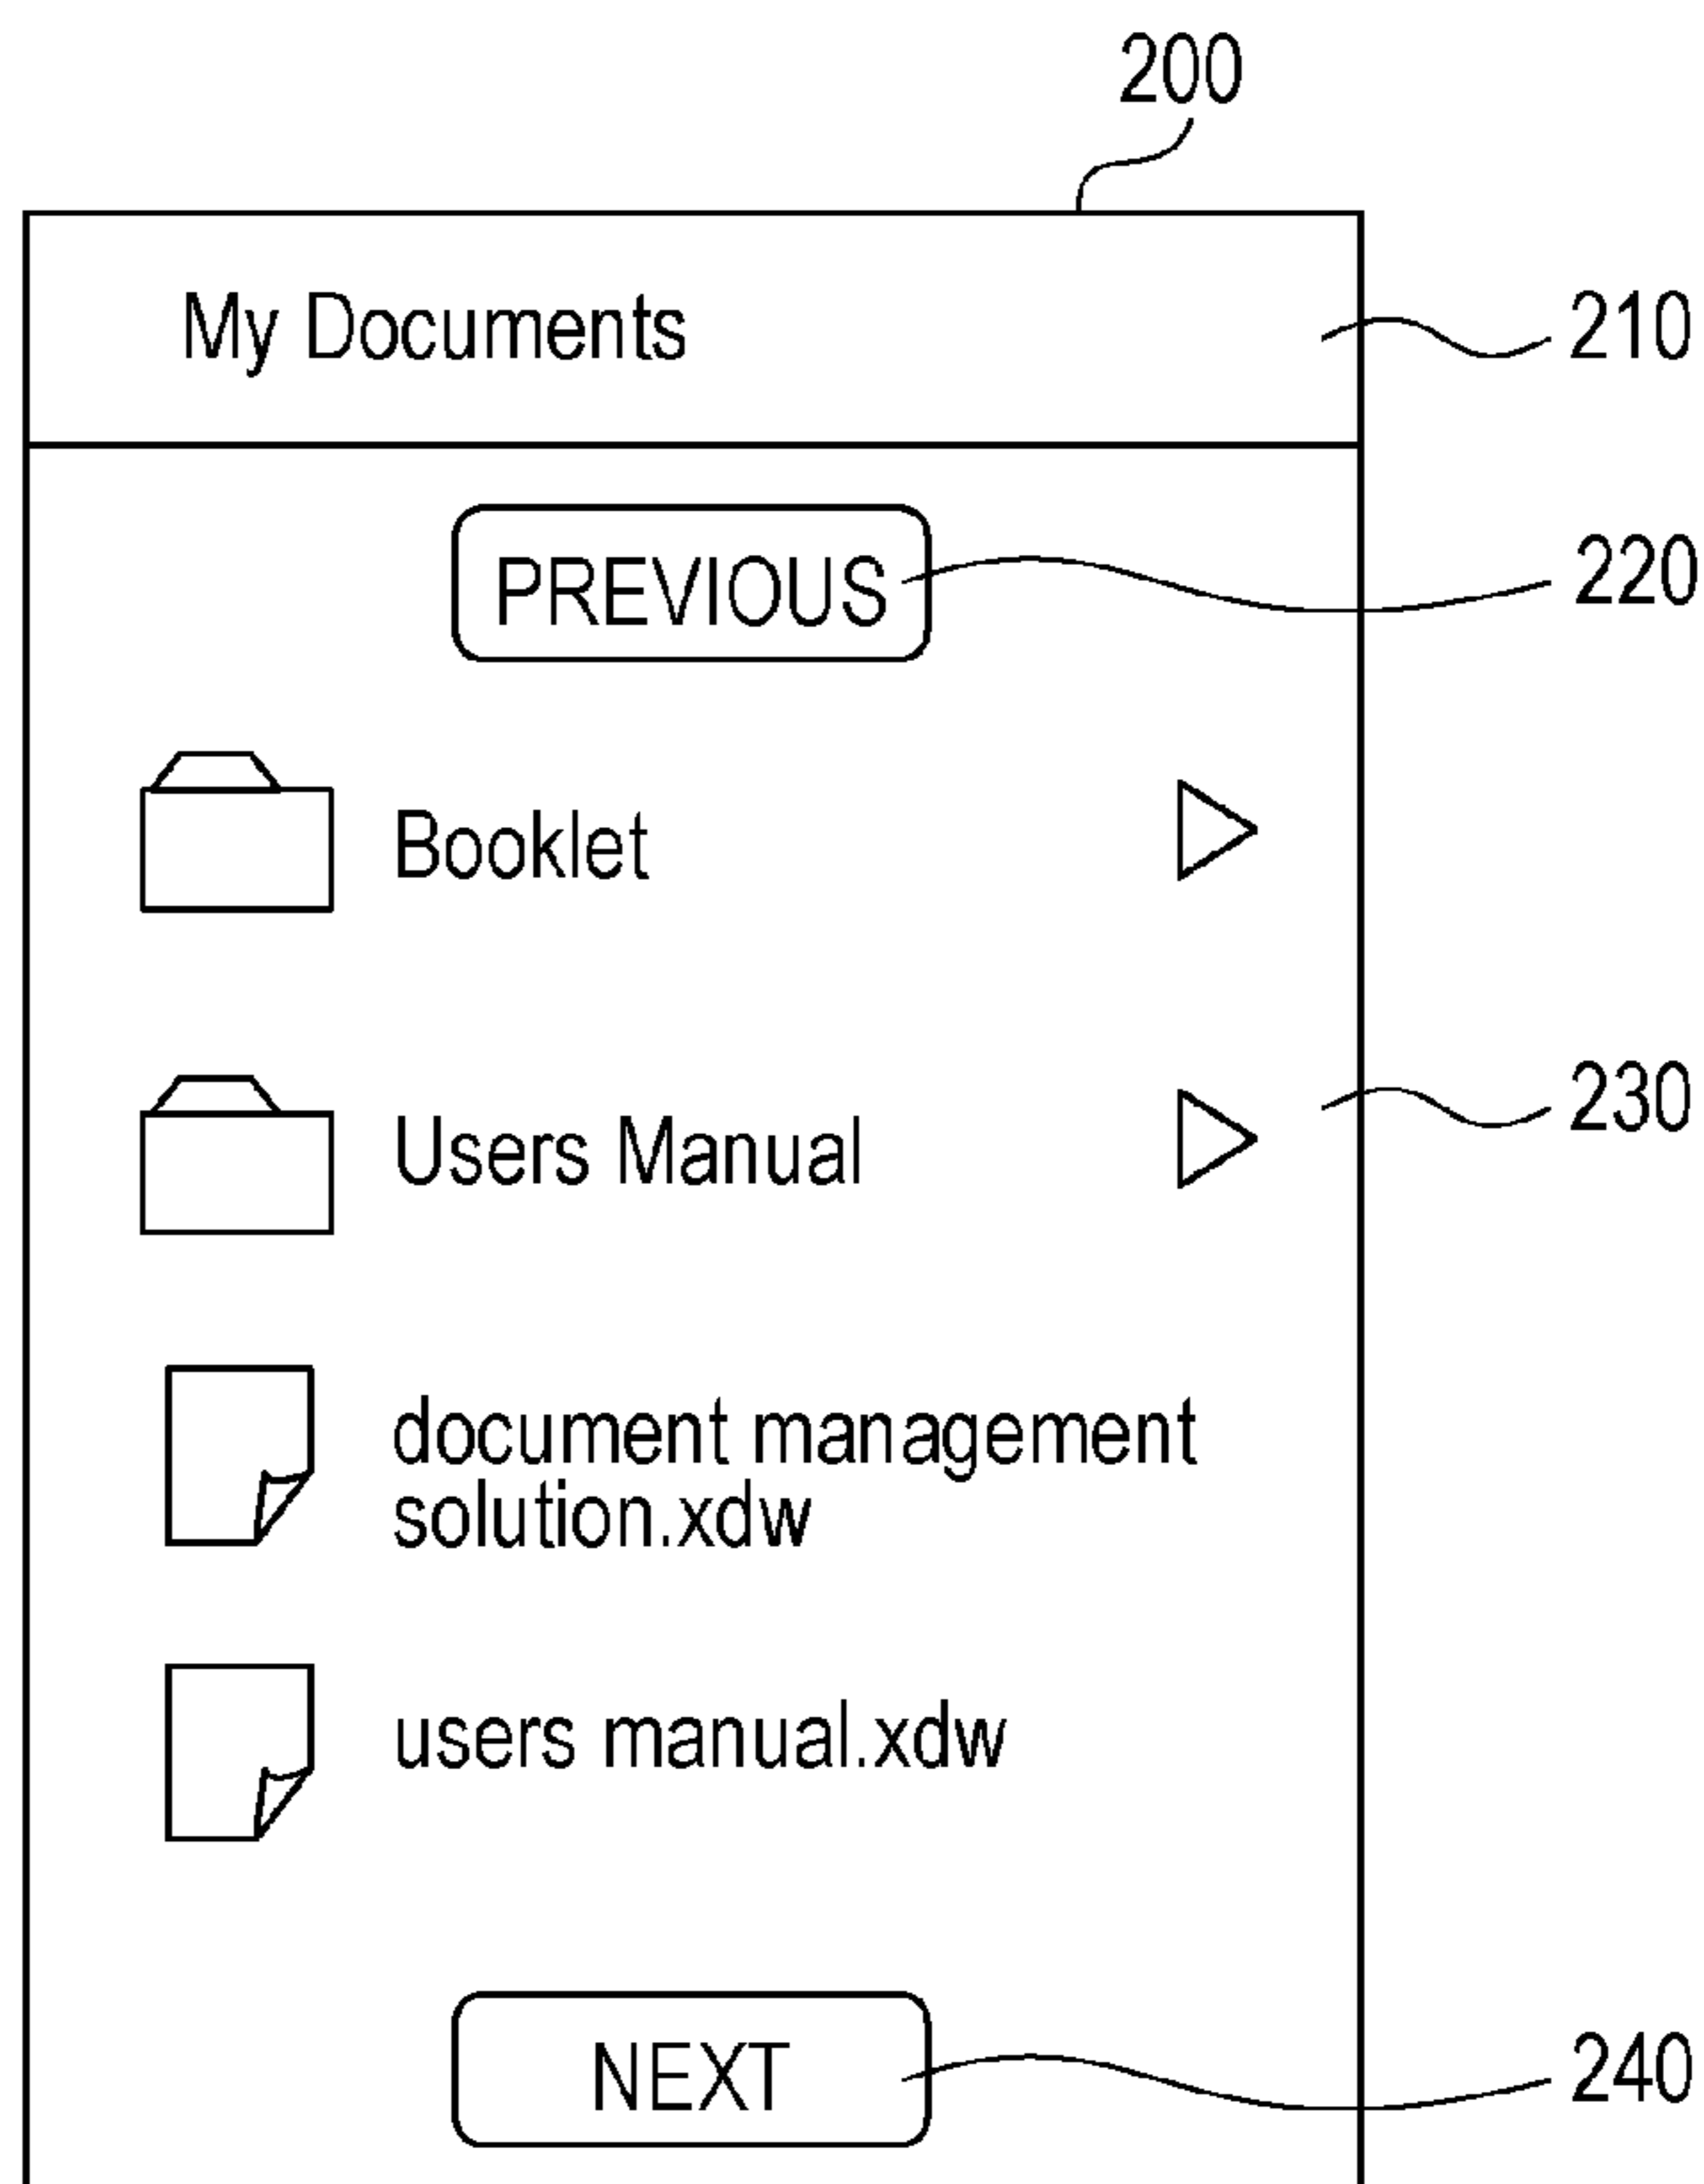 200
My Documents
210
PREVIOUS
220
Booklet
Users Manual
230
document management
solution.xdw
users manual.xdw
NEXT
240